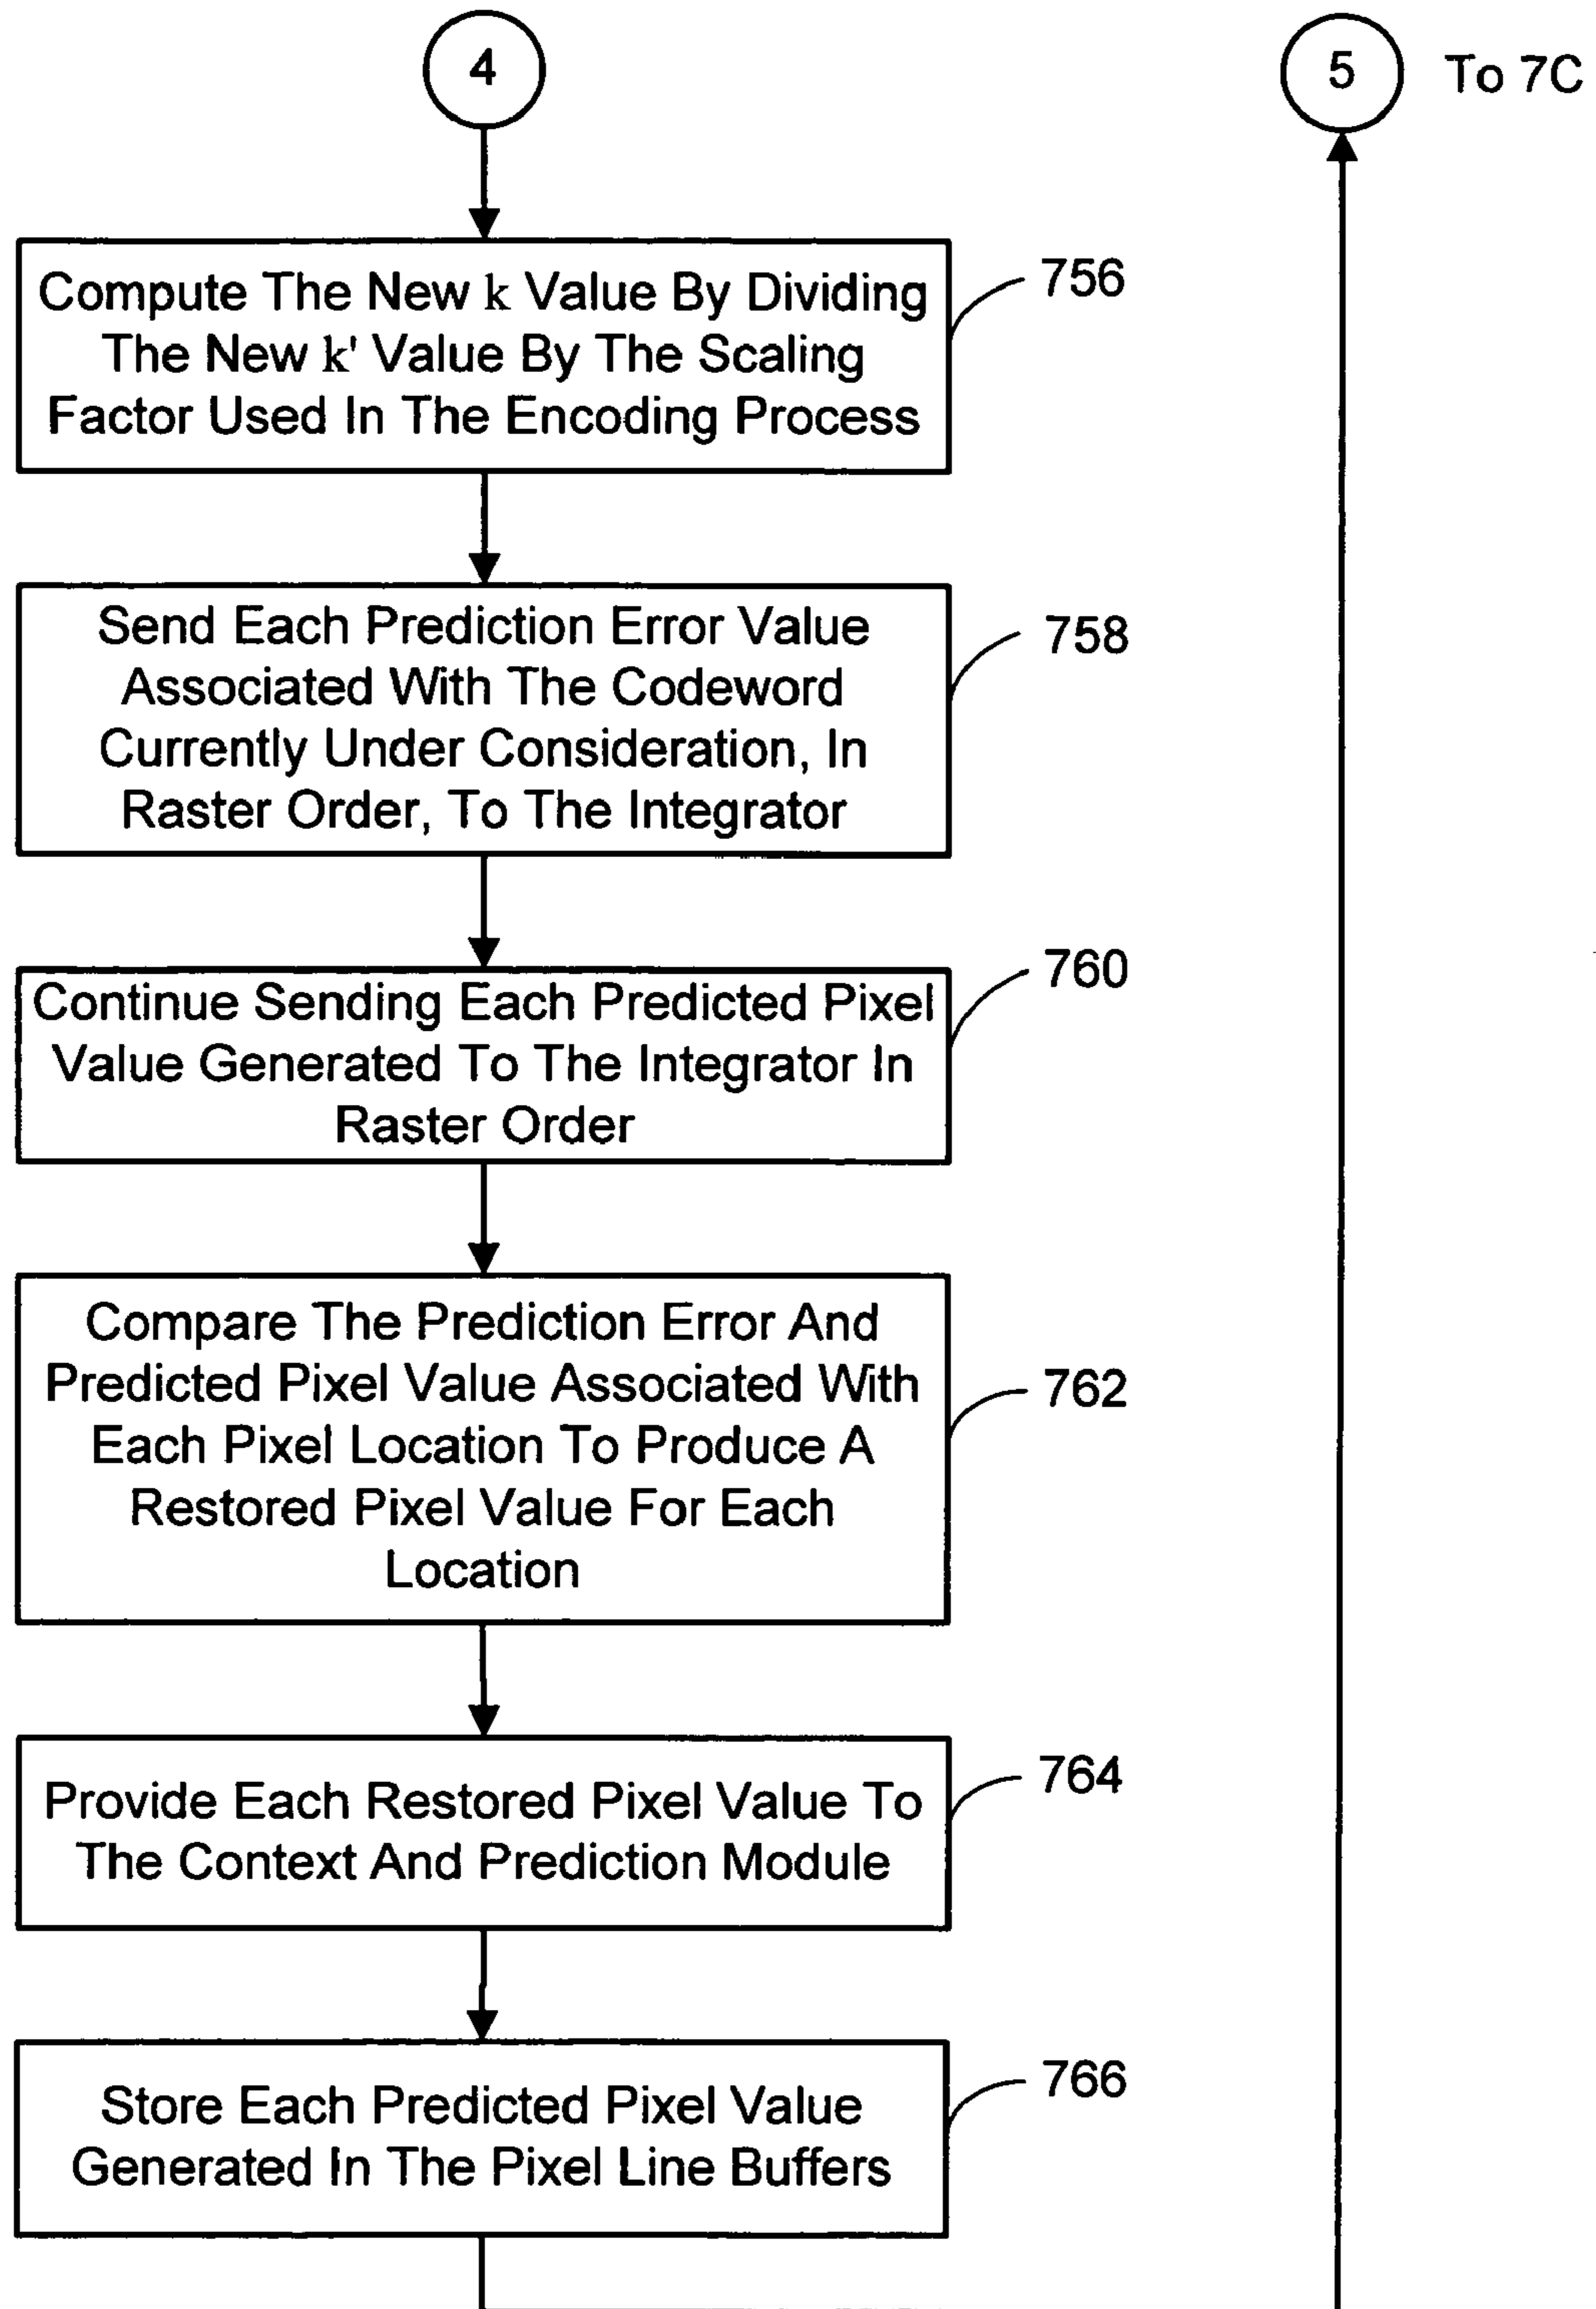 4
5 To 7C
Compute The New k Value By Dividing
The New k' Value By The Scaling
Factor Used In The Encoding Process
756
Send Each Prediction Error Value
Associated With The Codeword
Currently Under Consideration, In
Raster Order, To The Integrator
758
Continue Sending Each Predicted Pixel
Value Generated To The Integrator In
Raster Order
760
Compare The Prediction Error And
Predicted Pixel Value Associated With
Each Pixel Location To Produce A
Restored Pixel Value For Each
Location
762
Provide Each Restored Pixel Value To
The Context And Prediction Module
764
Store Each Predicted Pixel Value
Generated In The Pixel Line Buffers
766